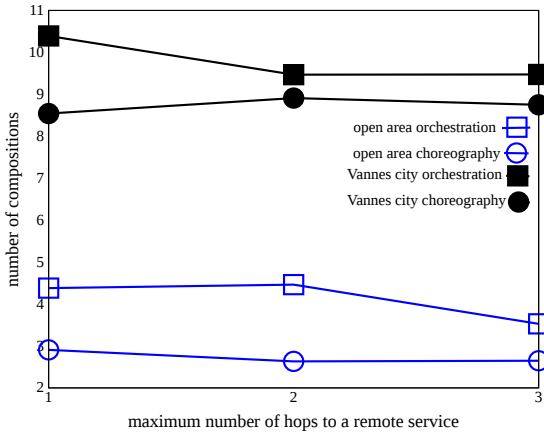 11
10
9
8
7
6
5
4
3
2
1
2
3
number of compositions
maximum number of hops to a remote service
open area orchestration
open area choreography
Vannes city orchestration
Vannes city choreography